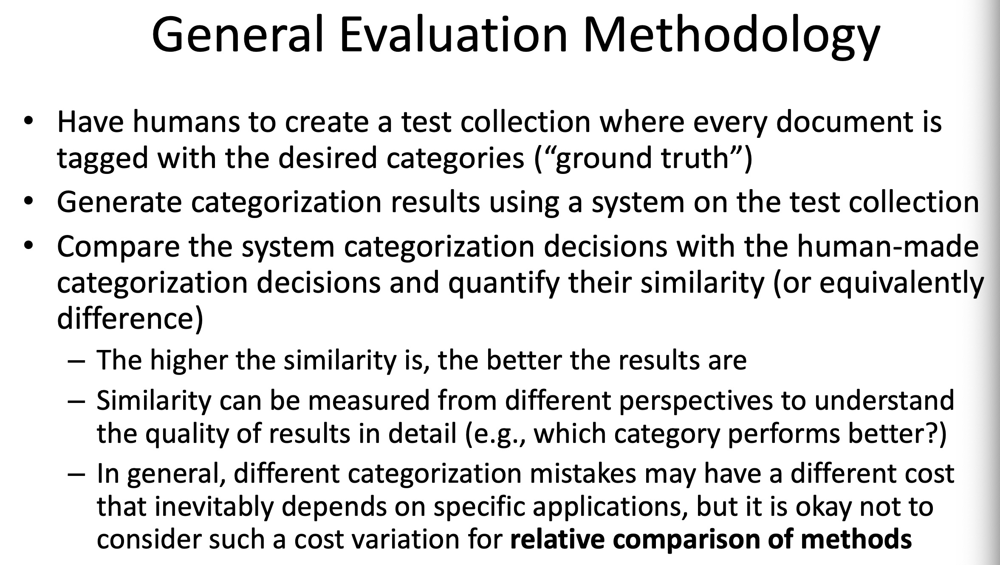 General Evaluation Methodology
• Have humans to create a test collection where every document is
tagged with the desired categories (“ground truth”)
• Generate categorization results using a system on the test collection
• Compare the system categorization decisions with the human-made
categorization decisions and quantify their similarity (or equivalently
difference)
– The higher the similarity is, the better the results are
– Similarity can be measured from different perspectives to understand
the quality of results in detail (e.g., which category performs better?)
– In general, different categorization mistakes may have a different cost
that inevitably depends on specific applications, but it is okay not to
consider such a cost variation for relative comparison of methods